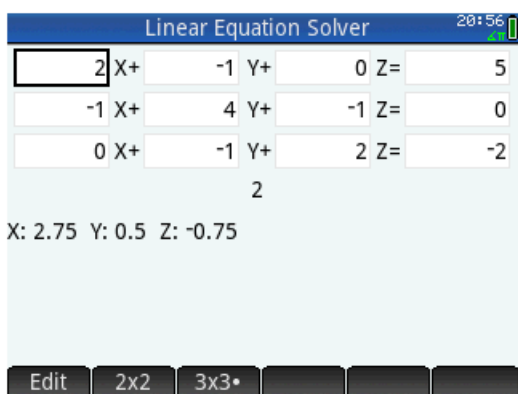 Linear Equation Solver 20:56
∠π
2 X+ -1 Y+ 0 Z= 5
-1 X+ 4 Y+ -1 Z= 0
0 X+ -1 Y+ 2 Z= -2
2
X: 2.75 Y: 0.5 Z: -0.75
Edit 2x2 3x3•